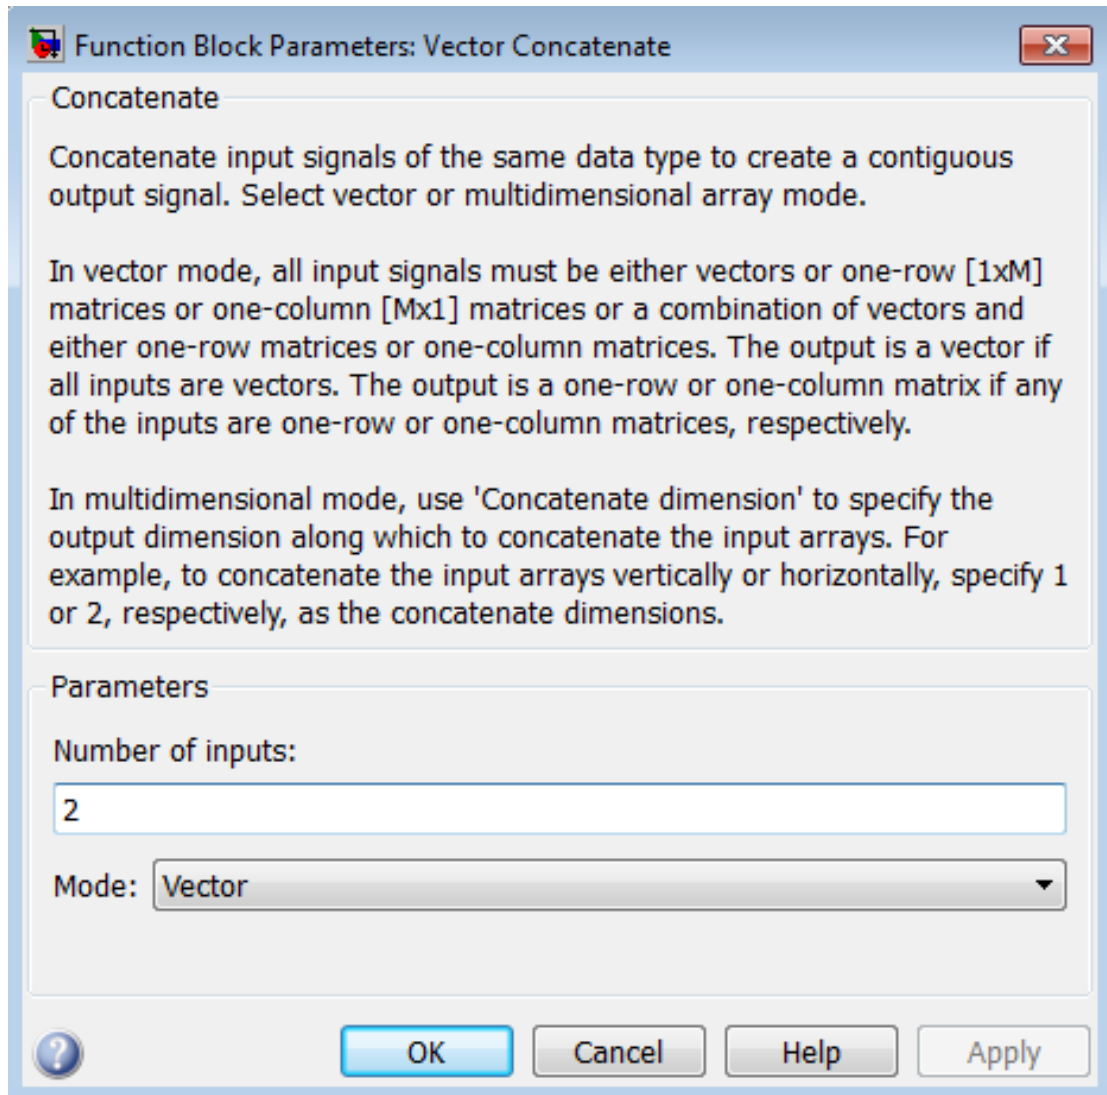 Function Block Parameters: Vector Concatenate
Concatenate
Concatenate input signals of the same data type to create a contiguous
output signal. Select vector or multidimensional array mode.
In vector mode, all input signals must be either vectors or one-row [1xM]
matrices or one-column [Mx1] matrices or a combination of vectors and
either one-row matrices or one-column matrices. The output is a vector if
all inputs are vectors. The output is a one-row or one-column matrix if any
of the inputs are one-row or one-column matrices, respectively.
In multidimensional mode, use 'Concatenate dimension' to specify the
output dimension along which to concatenate the input arrays. For
example, to concatenate the input arrays vertically or horizontally, specify 1
or 2, respectively, as the concatenate dimensions.
Parameters
Number of inputs:
2
Mode: Vector
? OK Cancel Help Apply